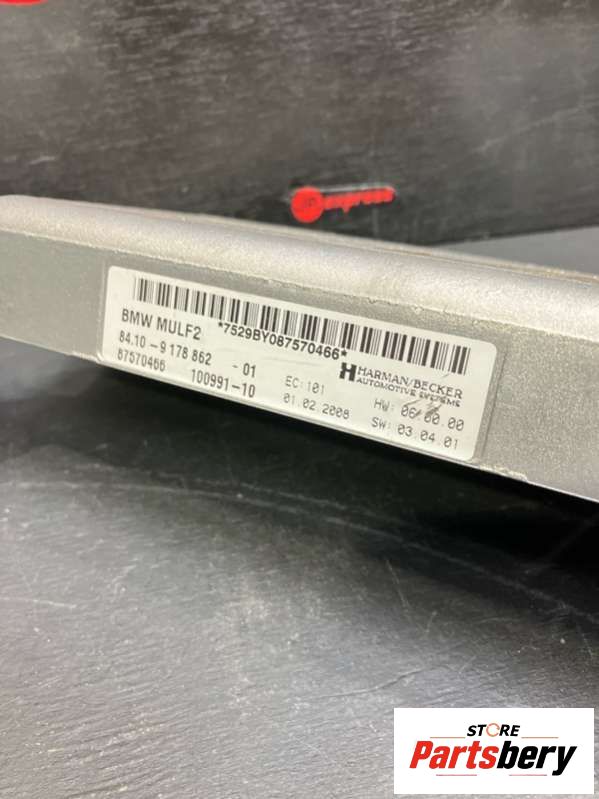 express
*7529BY087570466*
BMW MULF2
84.10 - 9 178 862 - 01
87570466 100991-10
EC: 101
01.02.2008
HARMAN/BECKER
AUTOMOTIVE SYSTEMS
HW: 06.00.00
SW: 03.04.01
STORE
Partsbery